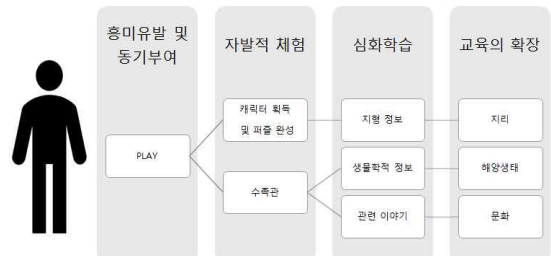 흥미유발 및
동기부여
자발적 체험
심화학습
교육의 확장
PLAY
캐릭터 획득
및 퍼즐 완성
수족관
지형 정보
생물학적 정보
관련 이야기
지리
해양생태
문화